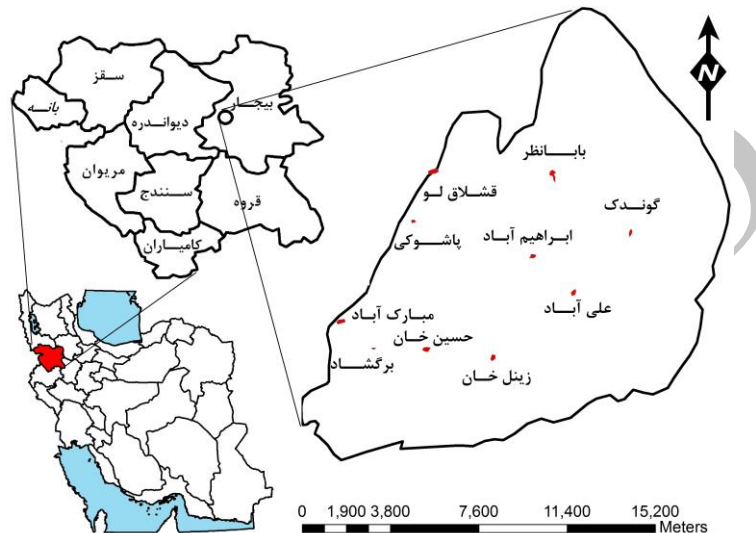 سقز
بانه
دیواندره
بیجار
مریوان
سنندج
قروه
کامیاران
N
بابانظر
قشلاق لو
گوندک
پاشوکی
ابراهیم آباد
علی آباد
مبارک آباد
حسین خان
برگشاد
زینل خان
0 1,900 3,800 7,600 11,400 15,200
Meters